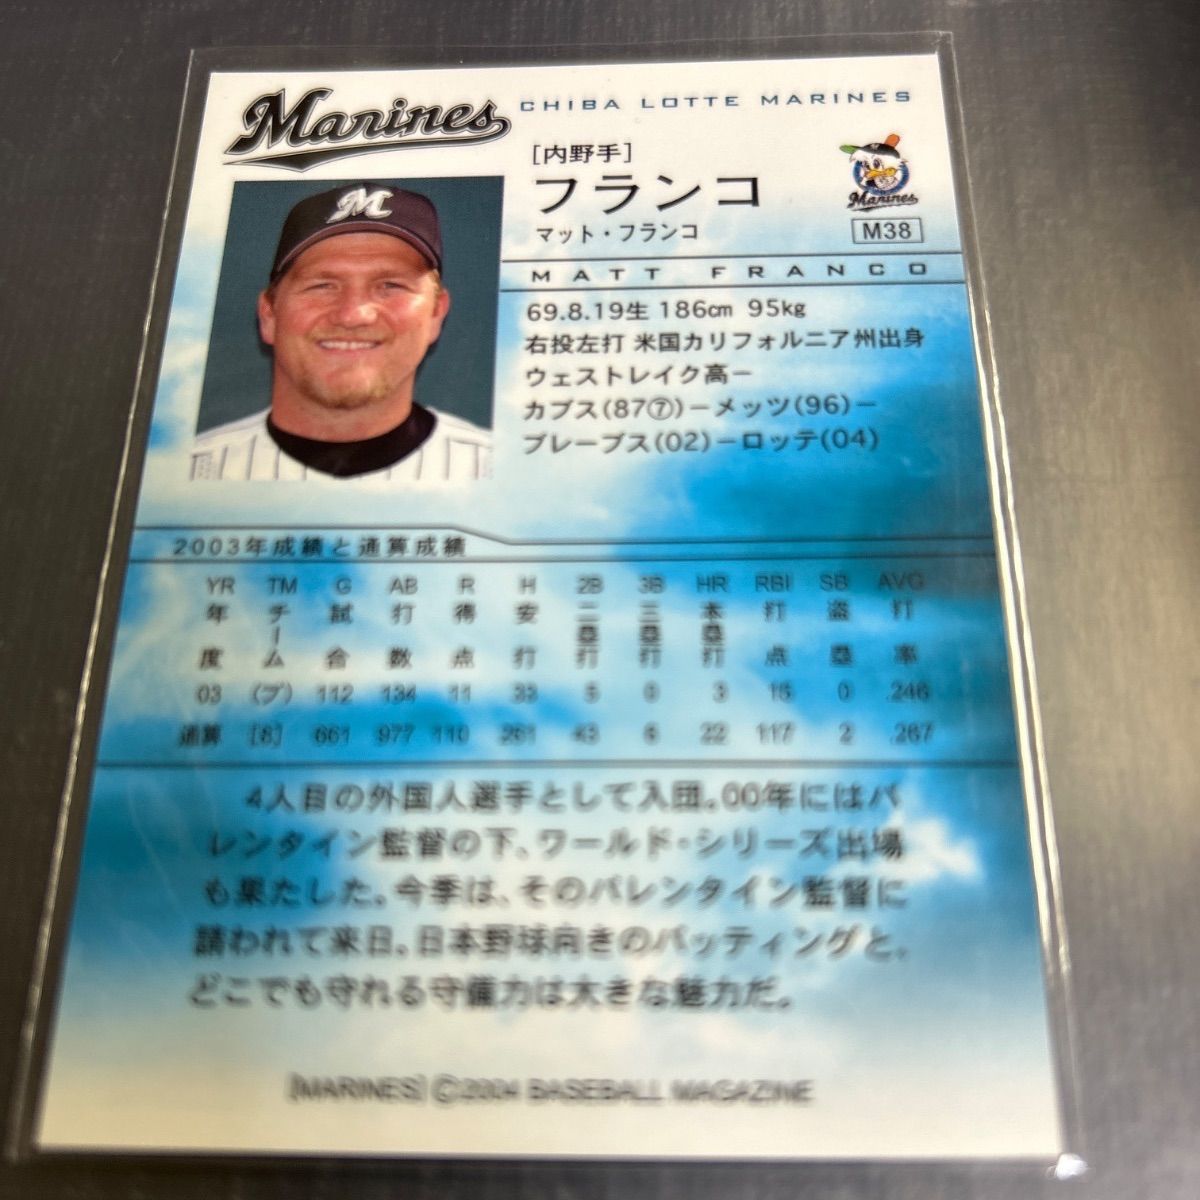 Marines
CHIBA LOTTE MARINES
[内野手]
フランコ
マット・フランコ
Marines
M38
MATT FRANCO
69.8.19生 186cm 95kg
右投左打 米国カリフォルニア州出身
ウェストレイク高－
カブス(87⑦)－メッツ(96)－
ブレーブス(02)－ロッテ(04)
2003年成績と通算成績
YR TM G AB R H 2B 3B HR RBI SB AVG
年度 チーム 試合 打数 得点 安打 二塁打 三塁打 本塁打 打点 盗塁 打率
03 (ブ) 112 134 11 33 5 0 3 15 0 .246
通算 [8] 661 977 110 261 43 6 22 117 2 .267
4人目の外国人選手として入団。00年にはバ
レンタイン監督の下、ワールド・シリーズ出場
も果たした。今季は、そのバレンタイン監督に
請われて来日。日本野球向きのバッティングと、
どこでも守れる守備力は大きな魅力だ。
[MARINES] ©2004 BASEBALL MAGAZINE